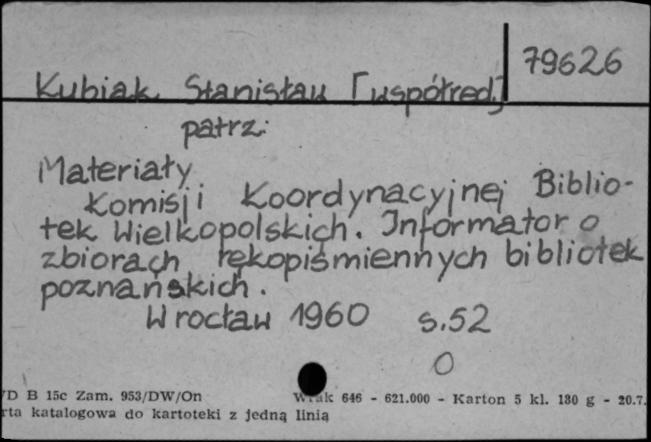 79626
Kubiak, Stanisław [współred.]
patrz:
Materiały
Komisji Koordynacyjnej Biblio-
tek Wielkopolskich. Informator o
zbiorach rękopiśmiennych bibliotek
poznańskich.
Wrocław 1960 s.52
0
/D B 15c Zam. 953/DW/On Wrak 646 - 621.000 - Karton 5 kl. 180 g - 20.7.
rta katalogowa do kartoteki z jedną linią